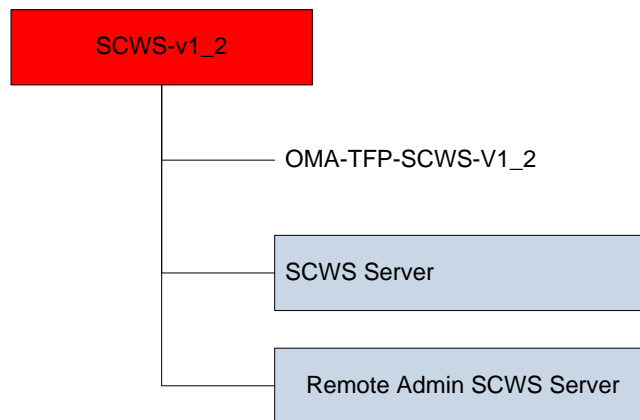 SCWS-v1_2
OMA-TFP-SCWS-V1_2
SCWS Server
Remote Admin SCWS Server